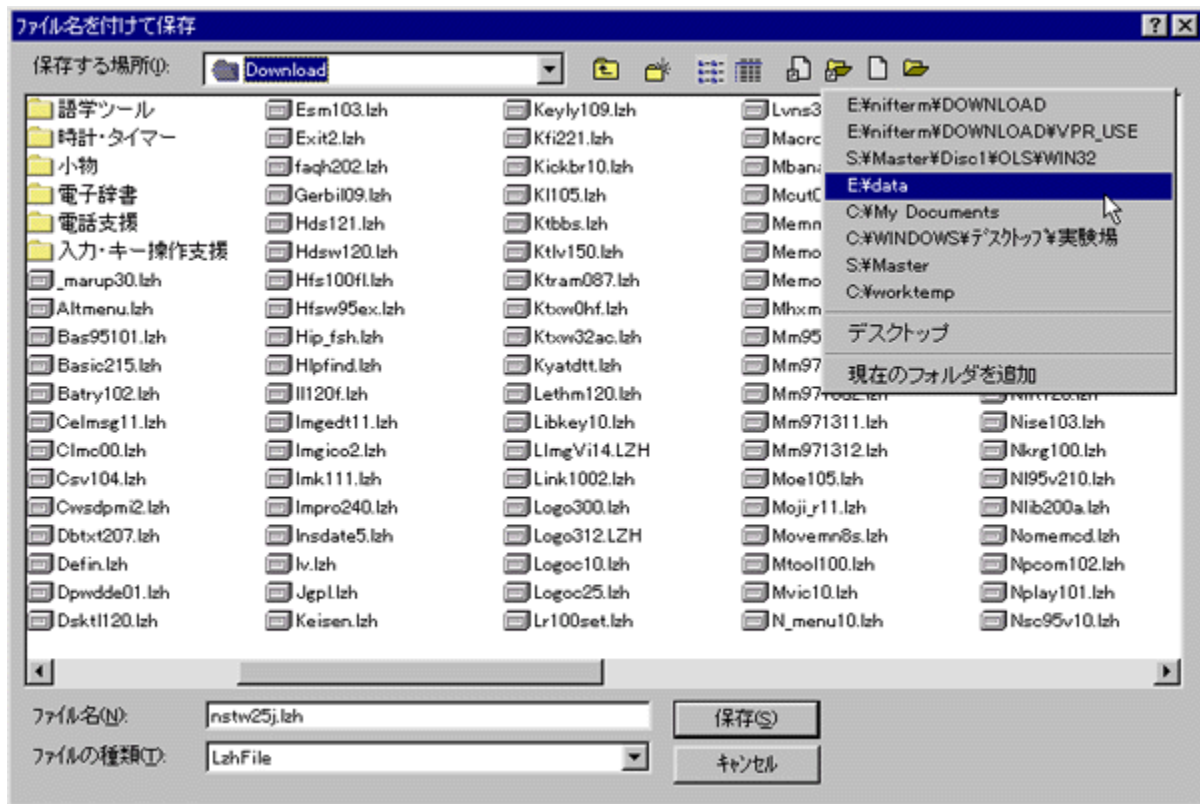 ファイル名を付けて保存
保存する場所(I):
Download
語学ツール
時計・タイマー
小物
電子辞書
電話支援
入力・キー操作支援
_marup30.lzh
Altmenu.lzh
Bas95101.lzh
Basic215.lzh
Batry102.lzh
Celmsg11.lzh
Clmo00.lzh
Csv104.lzh
Cwsdpmi2.lzh
Dbtxt207.lzh
Defin.lzh
Dpwdde01.lzh
Dsktl120.lzh
Esm103.lzh
Exit2.lzh
faqh202.lzh
Gerbil09.lzh
Hds121.lzh
Hdsw120.lzh
Hfs100fl.lzh
Hfsw95ex.lzh
Hip_fsh.lzh
Hlpfind.lzh
Il120f.lzh
Imgedt11.lzh
Imgico2.lzh
Imk111.lzh
Impro240.lzh
Insdate5.lzh
Iv.lzh
Jgpl.lzh
Keisen.lzh
Keyly109.lzh
Kfi221.lzh
Kickbr10.lzh
Kl105.lzh
Ktbbs.lzh
Ktlv150.lzh
Ktram087.lzh
Ktxw0hf.lzh
Ktxw32ac.lzh
Kyatdtt.lzh
Lethm120.lzh
Libkey10.lzh
LImgVi14.LZH
Link1002.lzh
Logo300.lzh
Logo312.LZH
Logoc10.lzh
Logoc25.lzh
Lr100set.lzh
Lvns3
Macro
Mbana
Mcut0
Memn
Memo
Memo
Mhxm
Mm95
Mm97
Mm971311.lzh
Mm971312.lzh
Moe105.lzh
Moji_r11.lzh
Movemn8s.lzh
Mtool100.lzh
Mvic10.lzh
N_menu10.lzh
Nise103.lzh
Nkrg100.lzh
Nl95v210.lzh
Nlib200a.lzh
Nomemcd.lzh
Npcom102.lzh
Nplay101.lzh
Nsc95v10.lzh
E:¥nifterm¥DOWNLOAD
E:¥nifterm¥DOWNLOAD¥VPR_USE
S:¥Master¥Disc1¥OLS¥WIN32
E:¥data
C:¥My Documents
C:¥WINDOWS¥デスクトップ¥実験場
S:¥Master
C:¥worktemp
デスクトップ
現在のフォルダを追加
ファイル名(N):
nstw25j.lzh
保存(S)
ファイルの種類(T):
LzhFile
キャンセル